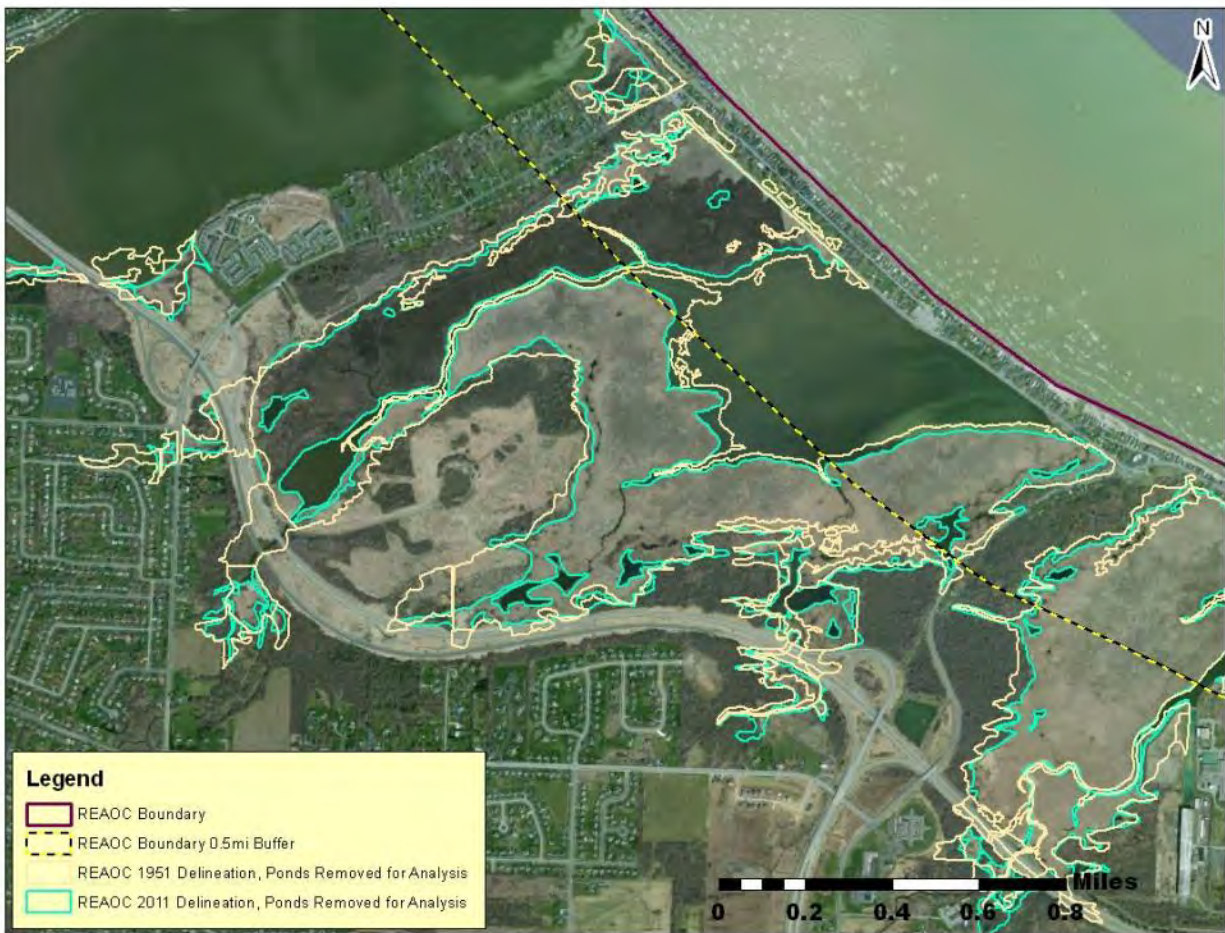 N
Legend
REAOC Boundary
REAOC Boundary 0.5mi Buffer
REAOC 1951 Delineation, Ponds Removed for Analysis
REAOC 2011 Delineation, Ponds Removed for Analysis
Miles
0 0.2 0.4 0.6 0.8